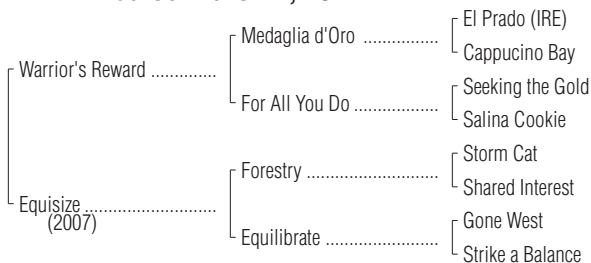 El Prado (IRE)
Medaglia d'Oro ................
Cappucino Bay
Warrior's Reward ..............
Seeking the Gold
For All You Do ..................
Salina Cookie
Storm Cat
Forestry ............................
Shared Interest
Equisize ............................
(2007)
Gone West
Equilibrate ........................
Strike a Balance